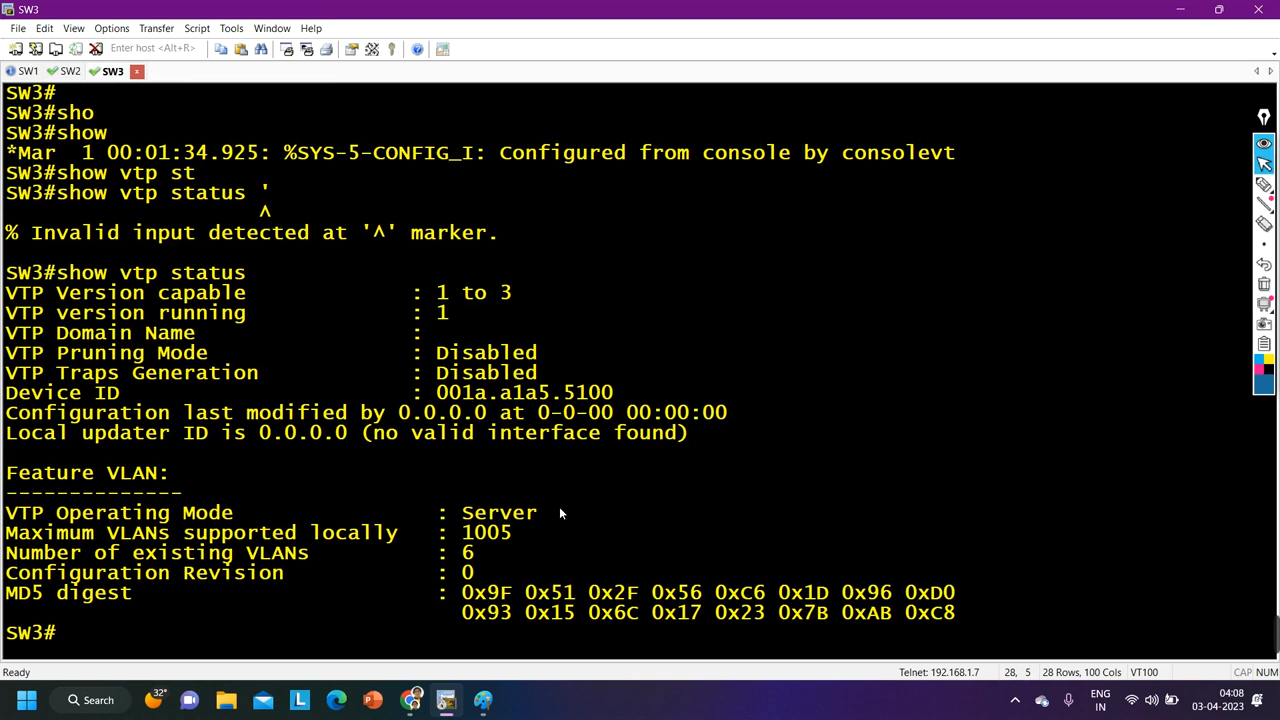 SW3
File Edit View Options Transfer Script Tools Window Help
Enter host <Alt+R>
SW1 SW2 SW3
SW3#
SW3#sho
SW3#show
*Mar  1 00:01:34.925: %SYS-5-CONFIG_I: Configured from console by consolevt
SW3#show vtp st
SW3#show vtp status '
^
% Invalid input detected at '^' marker.
SW3#show vtp status
VTP Version capable : 1 to 3
VTP version running : 1
VTP Domain Name :
VTP Pruning Mode : Disabled
VTP Traps Generation : Disabled
Device ID : 001a.a1a5.5100
Configuration last modified by 0.0.0.0 at 0-0-00 00:00:00
Local updater ID is 0.0.0.0 (no valid interface found)
Feature VLAN:
--------------
VTP Operating Mode : Server
Maximum VLANs supported locally : 1005
Number of existing VLANs : 6
Configuration Revision : 0
MD5 digest : 0x9F 0x51 0x2F 0x56 0xC6 0x1D 0x96 0xD0
0x93 0x15 0x6C 0x17 0x23 0x7B 0xAB 0xC8
SW3#
Ready Telnet: 192.168.1.7 28, 5 28 Rows, 100 Cols VT100 CAP NUM
Search 32° L P ENG IN 04:08 03-04-2023